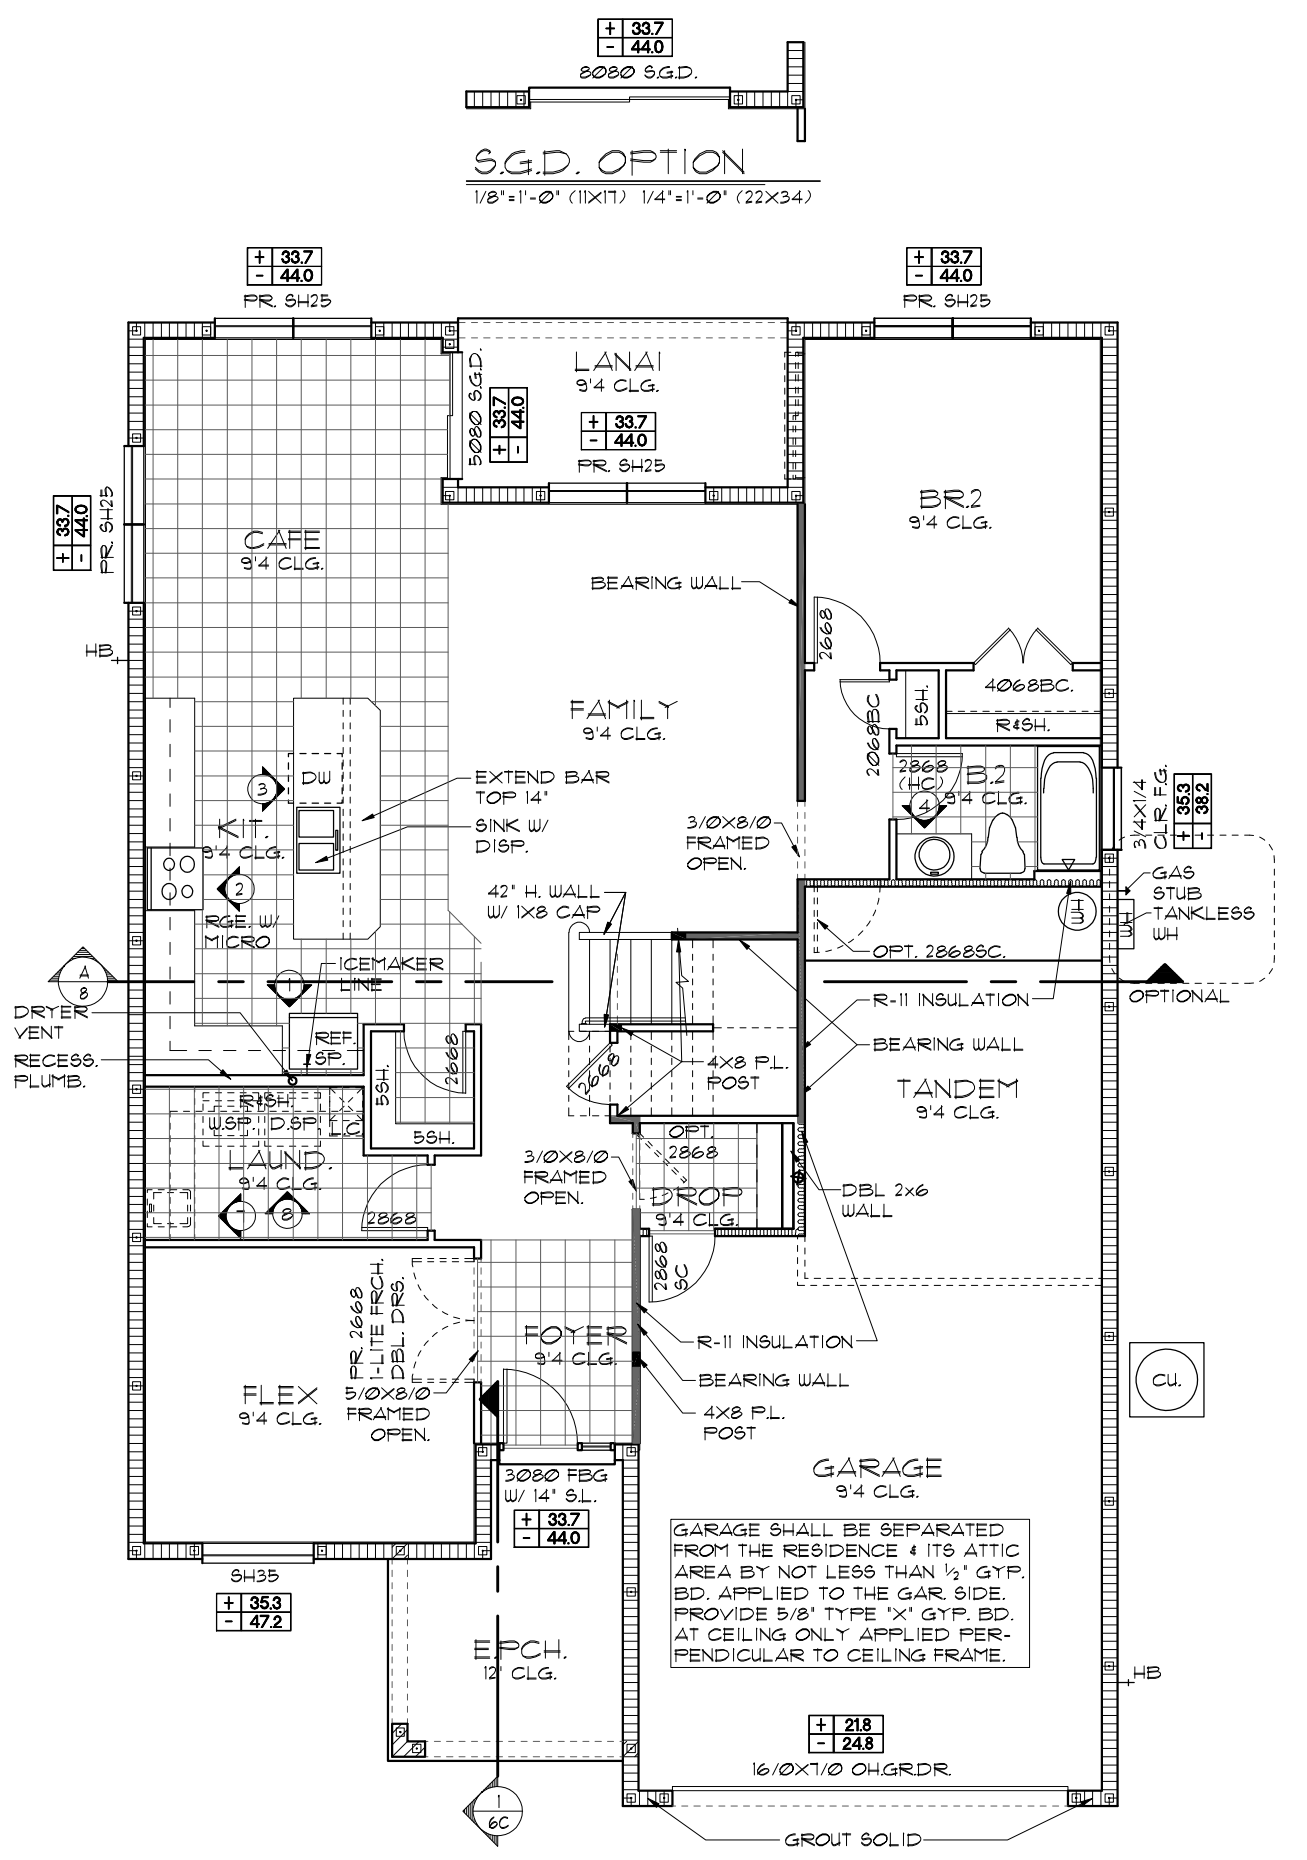 + 33.7
- 44.0
8080 S.G.D.
S.G.D. OPTION
1/8"=1'-0" (11X17) 1/4"=1'-0" (22X34)
+ 33.7
- 44.0
PR. SH25
+ 33.7
- 44.0
PR. SH25
LANAI
9'4 CLG.
5080 S.G.D.
+ 33.7
- 44.0
+ 33.7
- 44.0
PR. SH25
+ 33.7
- 44.0
PR. SH25
CAFE
9'4 CLG.
BR.2
9'4 CLG.
BEARING WALL
2668
HB
FAMILY
9'4 CLG.
4068BC.
R&SH.
5SH.
2068BC
2868
(HC)
B.2
9'4 CLG.
4
3/4X1/4
CLR. F.G.
+ 35.3
- 38.2
DW
3
EXTEND BAR
TOP 14"
SINK W/
DISP.
KIT.
9'4 CLG.
2
RGE. W/
MICRO
3/0X8/0
FRAMED
OPEN.
42" H. WALL
W/ 1X8 CAP
GAS
STUB
TANKLESS
WH
WH
WH
OPT. 2868SC.
A
8
ICEMAKER
LINE
1
R-11 INSULATION
OPTIONAL
DRYER
VENT
RECESS.
PLUMB.
REF.
SP.
2668
5SH.
5SH.
2668
4X8 P.L.
POST
BEARING WALL
TANDEM
9'4 CLG.
R&SH.
W.SP.
D.SP.
L.C.
LAUND.
9'4 CLG.
7
8
2868
OPT.
2868
3/0X8/0
FRAMED
OPEN.
DROP
9'4 CLG.
DBL 2x6
WALL
2868
SC
PR. 2668
1-LITE FRCH.
DBL. DRS.
FOYER
9'4 CLG.
R-11 INSULATION
BEARING WALL
4X8 P.L.
POST
CU.
FLEX
9'4 CLG.
5/0X8/0
FRAMED
OPEN.
3080 FBG
W/ 14" S.L.
+ 33.7
- 44.0
GARAGE
9'4 CLG.
GARAGE SHALL BE SEPARATED
FROM THE RESIDENCE & ITS ATTIC
AREA BY NOT LESS THAN 1/2" GYP.
BD. APPLIED TO THE GAR. SIDE.
PROVIDE 5/8" TYPE "X" GYP. BD.
AT CEILING ONLY APPLIED PER-
PENDICULAR TO CEILING FRAME.
SH35
+ 35.3
- 47.2
E.PCH.
12' CLG.
HB
+ 21.8
- 24.8
16/0X7/0 OH.GR.DR.
1
6C
GROUT SOLID